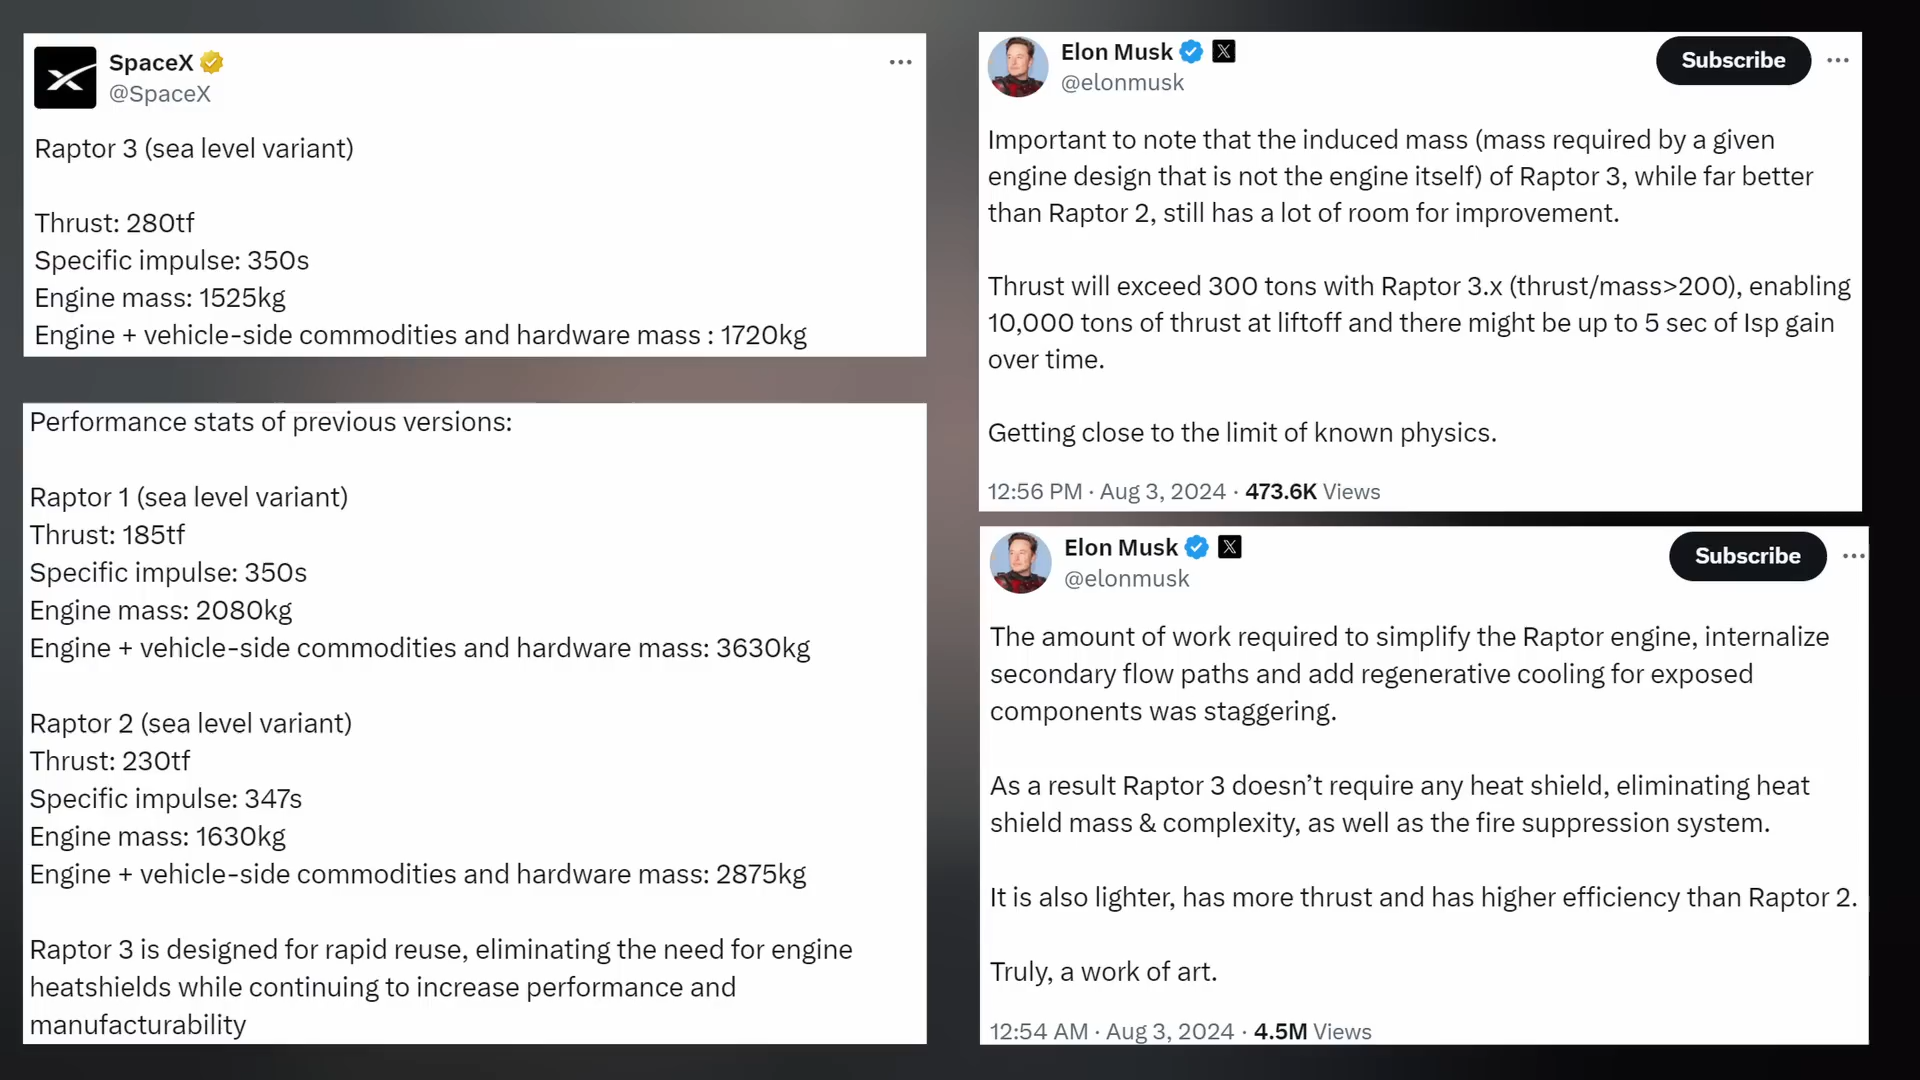 SpaceX
@SpaceX
Raptor 3 (sea level variant)
Thrust: 280tf
Specific impulse: 350s
Engine mass: 1525kg
Engine + vehicle-side commodities and hardware mass : 1720kg
Performance stats of previous versions:
Raptor 1 (sea level variant)
Thrust: 185tf
Specific impulse: 350s
Engine mass: 2080kg
Engine + vehicle-side commodities and hardware mass: 3630kg
Raptor 2 (sea level variant)
Thrust: 230tf
Specific impulse: 347s
Engine mass: 1630kg
Engine + vehicle-side commodities and hardware mass: 2875kg
Raptor 3 is designed for rapid reuse, eliminating the need for engine
heatshields while continuing to increase performance and
manufacturability
Elon Musk
@elonmusk
Subscribe
Important to note that the induced mass (mass required by a given
engine design that is not the engine itself) of Raptor 3, while far better
than Raptor 2, still has a lot of room for improvement.
Thrust will exceed 300 tons with Raptor 3.x (thrust/mass>200), enabling
10,000 tons of thrust at liftoff and there might be up to 5 sec of Isp gain
over time.
Getting close to the limit of known physics.
12:56 PM · Aug 3, 2024 · 473.6K Views
Elon Musk
@elonmusk
Subscribe
The amount of work required to simplify the Raptor engine, internalize
secondary flow paths and add regenerative cooling for exposed
components was staggering.
As a result Raptor 3 doesn’t require any heat shield, eliminating heat
shield mass & complexity, as well as the fire suppression system.
It is also lighter, has more thrust and has higher efficiency than Raptor 2.
Truly, a work of art.
12:54 AM · Aug 3, 2024 · 4.5M Views